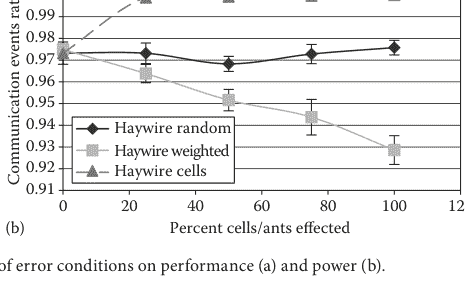 Communication events rat
0.99
0.98
0.97
0.96
0.95
0.94
0.93
0.92
0.91
Haywire random
Haywire weighted
Haywire cells
0 20 40 60 80 100 12
(b) Percent cells/ants effected
of error conditions on performance (a) and power (b).